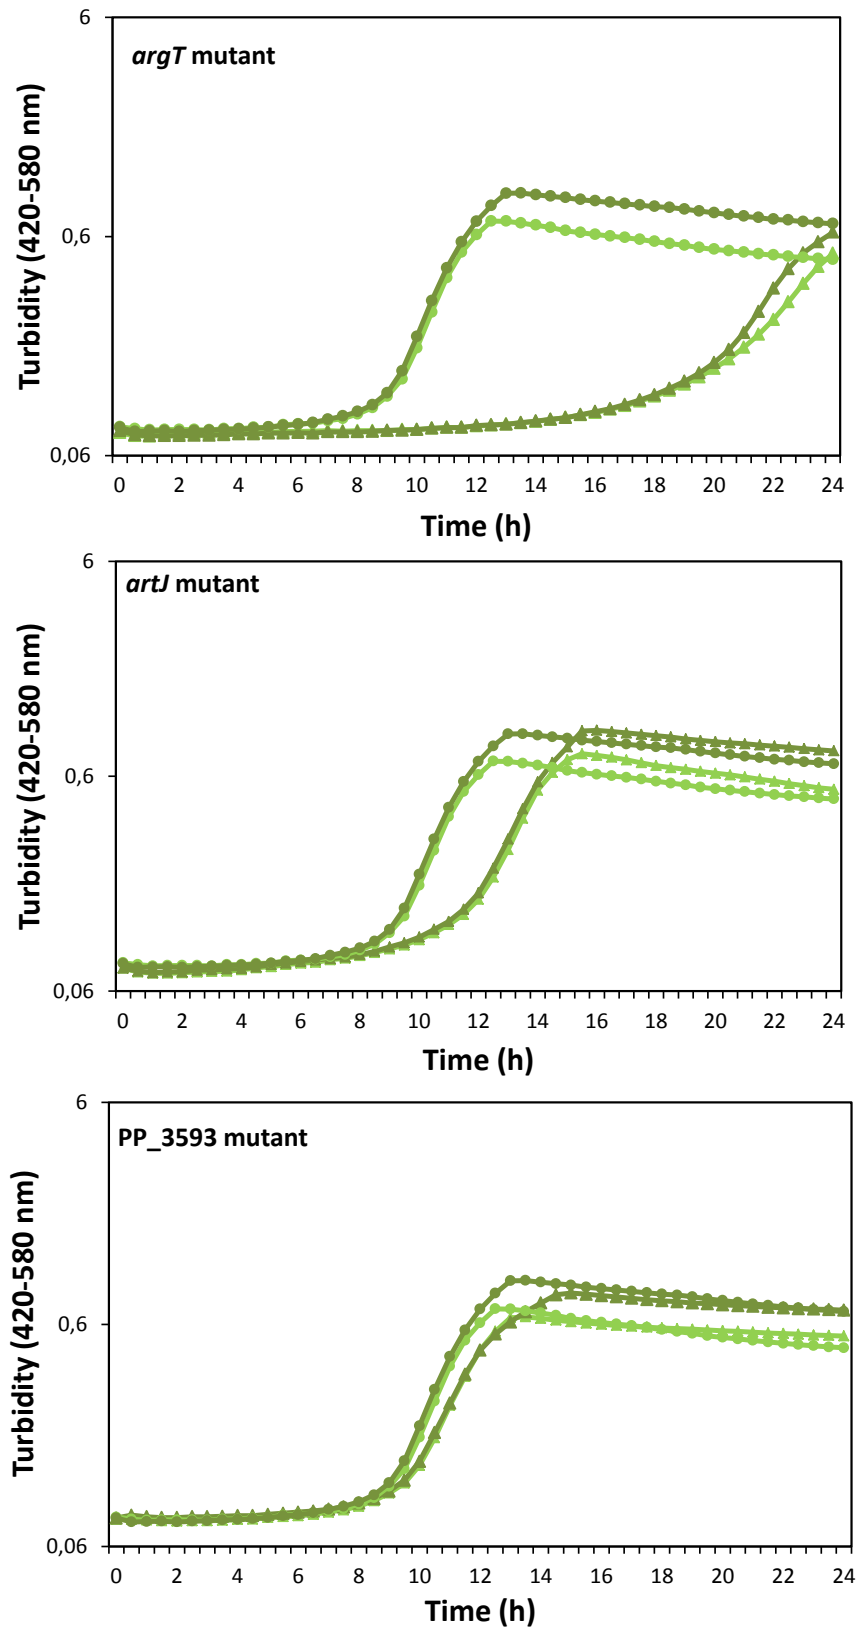 6
argT mutant
Turbidity (420-580 nm)
0,6
0,06
0 2 4 6 8 10 12 14 16 18 20 22 24
Time (h)
6
artJ mutant
Turbidity (420-580 nm)
0,6
0,06
0 2 4 6 8 10 12 14 16 18 20 22 24
Time (h)
6
PP_3593 mutant
Turbidity (420-580 nm)
0,6
0,06
0 2 4 6 8 10 12 14 16 18 20 22 24
Time (h)